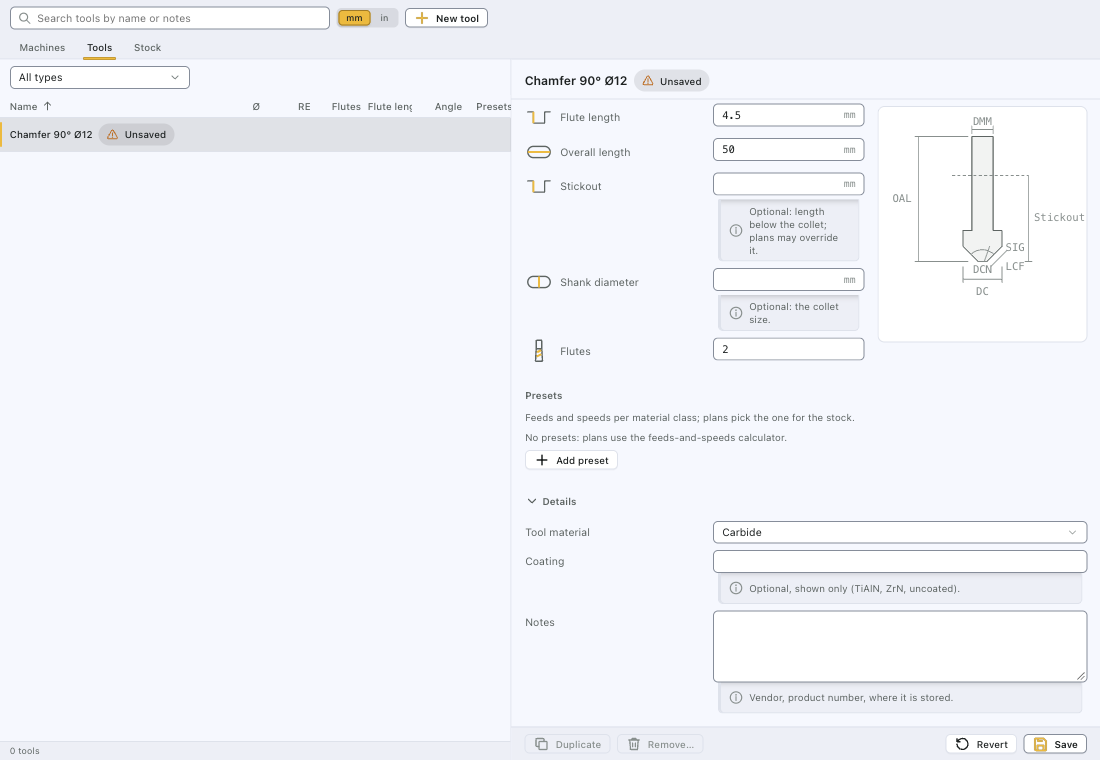 Search tools by name or notes
mm in
New tool
Machines Tools Stock
All types
Name Ø RE Flutes Flute leng Angle Presets
Chamfer 90° Ø12 Unsaved
0 tools
Chamfer 90° Ø12 Unsaved
Flute length 4.5 mm
Overall length 50 mm
Stickout mm
Optional: length
below the collet;
plans may override
it.
Shank diameter mm
Optional: the collet
size.
Flutes 2
DMM
OAL
Stickout
SIG
DCN LCF
DC
Presets
Feeds and speeds per material class; plans pick the one for the stock.
No presets: plans use the feeds-and-speeds calculator.
Add preset
Details
Tool material Carbide
Coating
Optional, shown only (TiAlN, ZrN, uncoated).
Notes
Vendor, product number, where it is stored.
Duplicate Remove... Revert Save